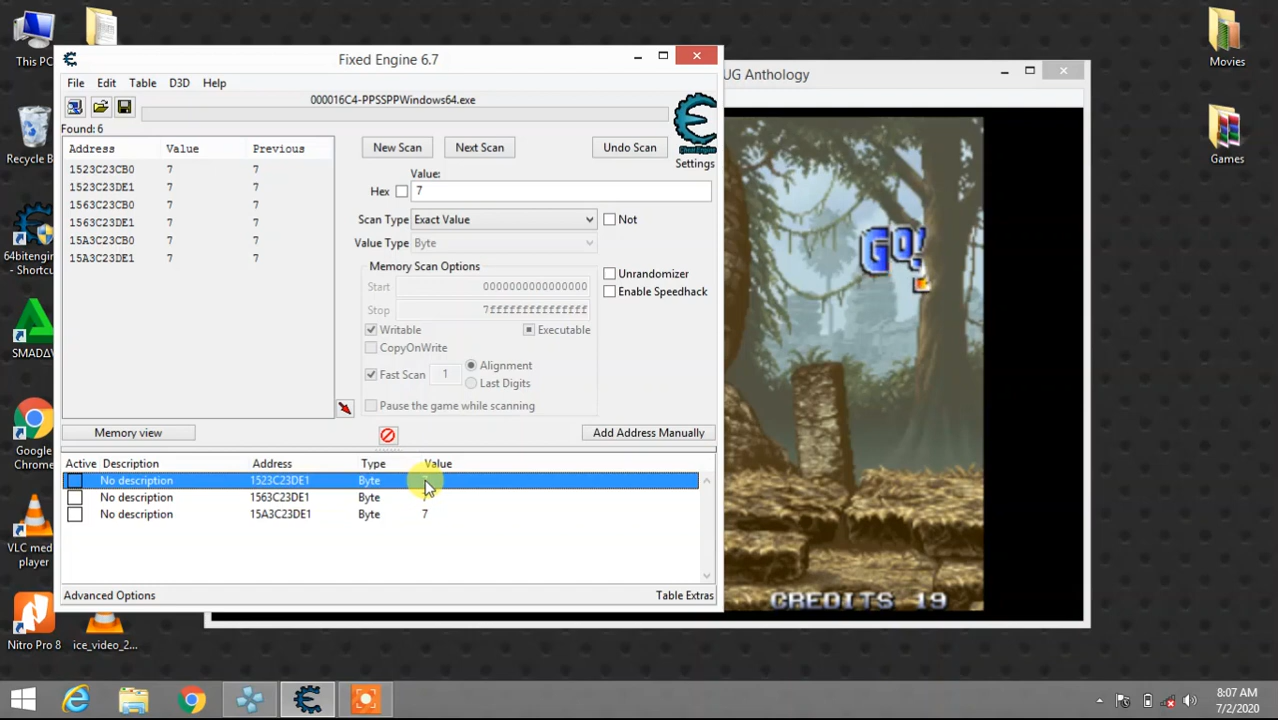 This PC
Recycle B
64bitengin
- Shortcu
SMADAV
Google
Chrome
VLC medi
player
Nitro Pro 8
ice_video_2...
Movies
Games
Fixed Engine 6.7
File Edit Table D3D Help
000016C4-PPSSPPWindows64.exe
Found: 6
Address Value Previous
1523C23CB0 7 7
1523C23DE1 7 7
1563C23CB0 7 7
1563C23DE1 7 7
15A3C23CB0 7 7
15A3C23DE1 7 7
New Scan Next Scan Undo Scan
Cheat Engine
Settings
Value:
Hex 7
Scan Type Exact Value Not
Value Type Byte
Memory Scan Options
Unrandomizer
Enable Speedhack
Start 0000000000000000
Stop 7fffffffffffffff
Writable Executable
CopyOnWrite
Fast Scan 1 Alignment
Last Digits
Pause the game while scanning
Memory view Add Address Manually
Active Description Address Type Value
No description 1523C23DE1 Byte
No description 1563C23DE1 Byte 7
No description 15A3C23DE1 Byte 7
Advanced Options Table Extras
UG Anthology
GO!
CREDITS 19
8:07 AM
7/2/2020